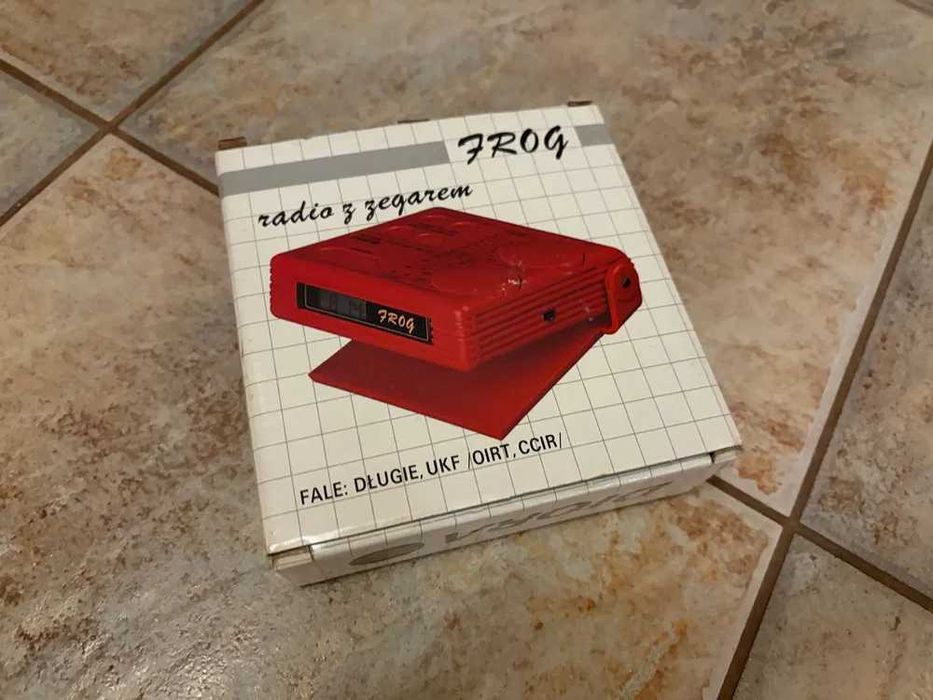 FROG
radio z zegarem
FROG
FALE: DŁUGIE, UKF /OIRT, CCIR/